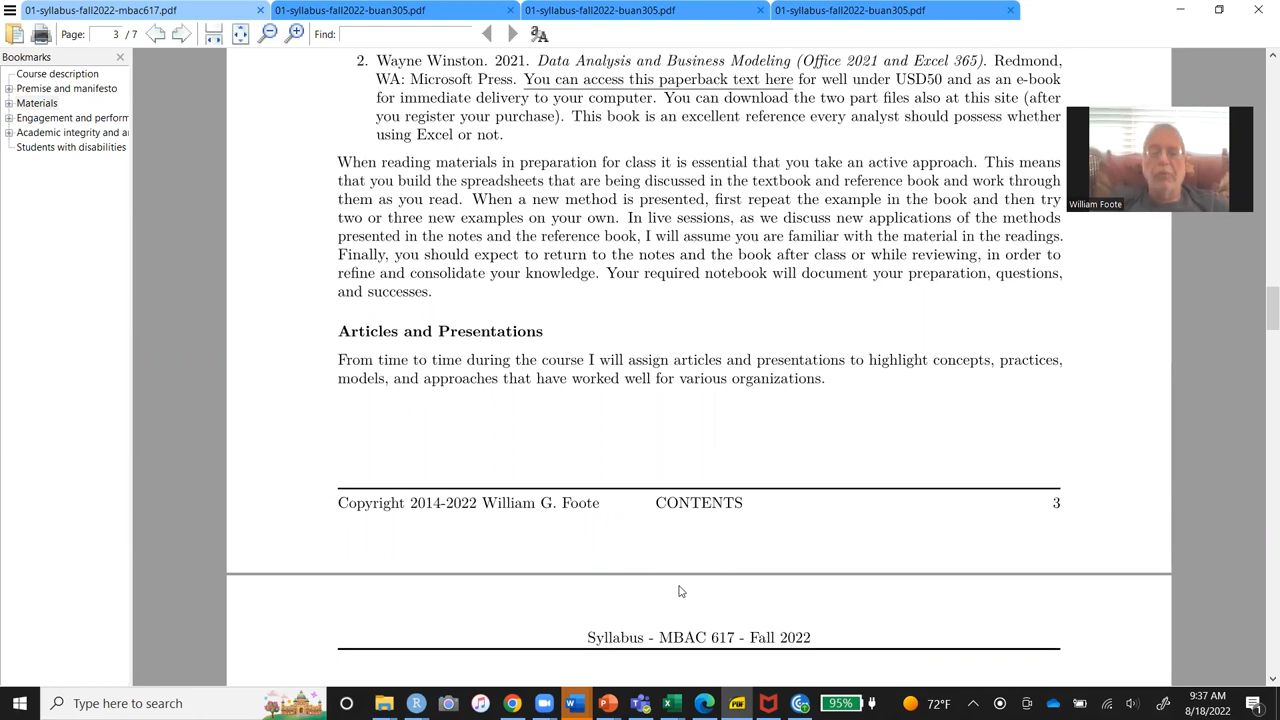 01-syllabus-fall2022-mbac617.pdf
01-syllabus-fall2022-buan305.pdf
01-syllabus-fall2022-buan305.pdf
01-syllabus-fall2022-buan305.pdf
Page: 3 / 7
Find:
Bookmarks
Course description
Premise and manifesto
Materials
Engagement and perform
Academic integrity and a
Students with disabilities
2. Wayne Winston. 2021. Data Analysis and Business Modeling (Office 2021 and Excel 365). Redmond,
WA: Microsoft Press. You can access this paperback text here for well under USD50 and as an e-book
for immediate delivery to your computer. You can download the two part files also at this site (after
you register your purchase). This book is an excellent reference every analyst should possess whether
using Excel or not.
When reading materials in preparation for class it is essential that you take an active approach. This means
that you build the spreadsheets that are being discussed in the textbook and reference book and work through
them as you read. When a new method is presented, first repeat the example in the book and then try
two or three new examples on your own. In live sessions, as we discuss new applications of the methods
presented in the notes and the reference book, I will assume you are familiar with the material in the readings.
Finally, you should expect to return to the notes and the book after class or while reviewing, in order to
refine and consolidate your knowledge. Your required notebook will document your preparation, questions,
and successes.
Articles and Presentations
From time to time during the course I will assign articles and presentations to highlight concepts, practices,
models, and approaches that have worked well for various organizations.
Copyright 2014-2022 William G. Foote CONTENTS 3
Syllabus - MBAC 617 - Fall 2022
William Foote
Type here to search
95%
72°F
9:37 AM
8/18/2022